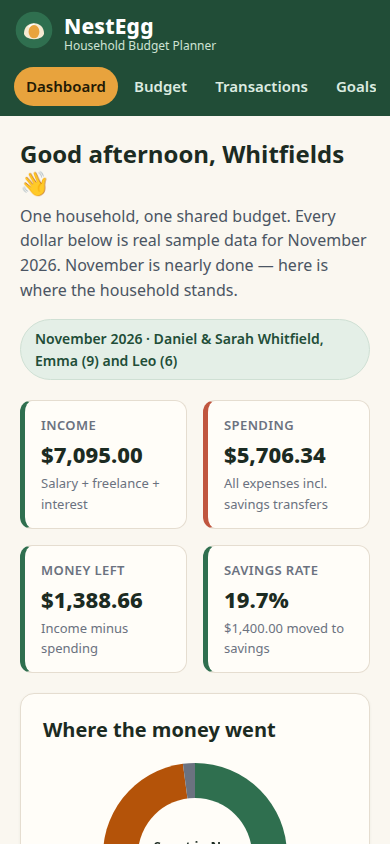 NestEgg
Household Budget Planner
Dashboard
Budget
Transactions
Goals
Good afternoon, Whitfields
👋
One household, one shared budget. Every
dollar below is real sample data for November
2026. November is nearly done — here is
where the household stands.
November 2026 · Daniel & Sarah Whitfield,
Emma (9) and Leo (6)
INCOME
$7,095.00
Salary + freelance +
interest
SPENDING
$5,706.34
All expenses incl.
savings transfers
MONEY LEFT
$1,388.66
Income minus
spending
SAVINGS RATE
19.7%
$1,400.00 moved to
savings
Where the money went